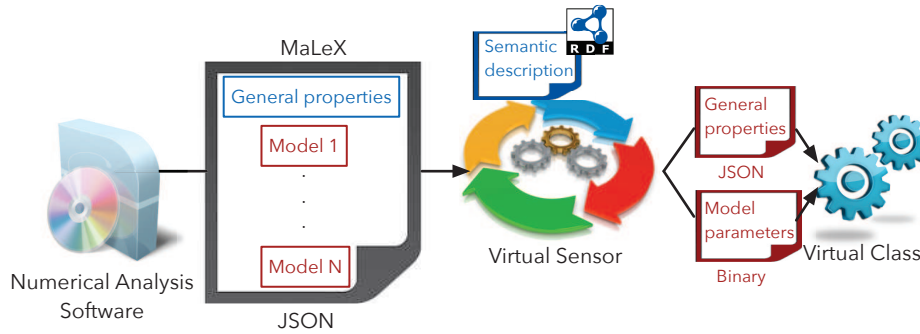 MaLeX
General properties
Model 1
.
.
.
Model N
JSON
Numerical Analysis
Software
Semantic
description
RDF
Virtual Sensor
General
properties
JSON
Model
parameters
Binary
Virtual Class